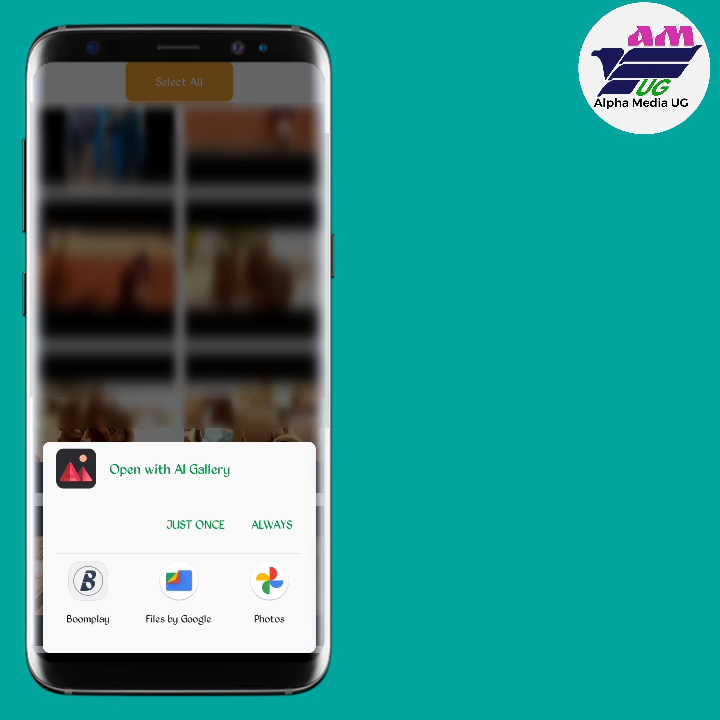 AM
UG
Alpha Media UG
Select All
Open with AI Gallery
JUST ONCE
ALWAYS
B
Boomplay
Files by Google
Photos